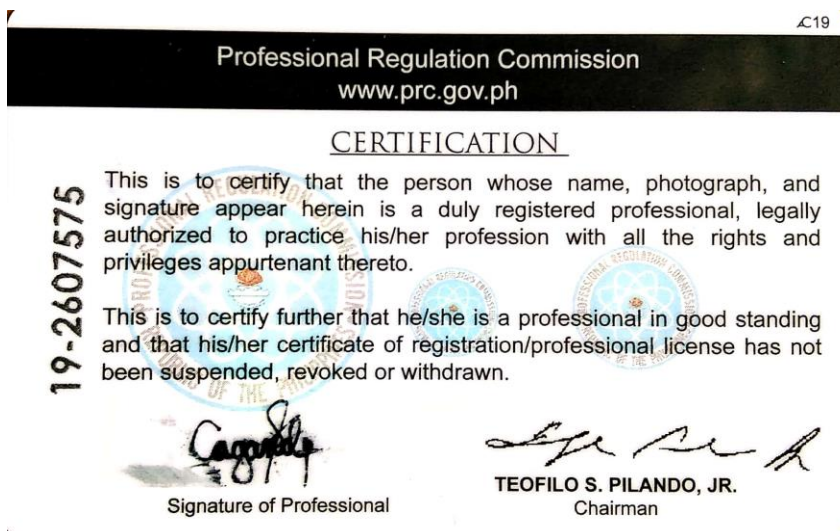 C19
Professional Regulation Commission
www.prc.gov.ph
CERTIFICATION
19-2607575
This is to certify that the person whose name, photograph, and
signature appear herein is a duly registered professional, legally
authorized to practice his/her profession with all the rights and
privileges appurtenant thereto.
This is to certify further that he/she is a professional in good standing
and that his/her certificate of registration/professional license has not
been suspended, revoked or withdrawn.
Signature of Professional
TEOFILO S. PILANDO, JR.
Chairman